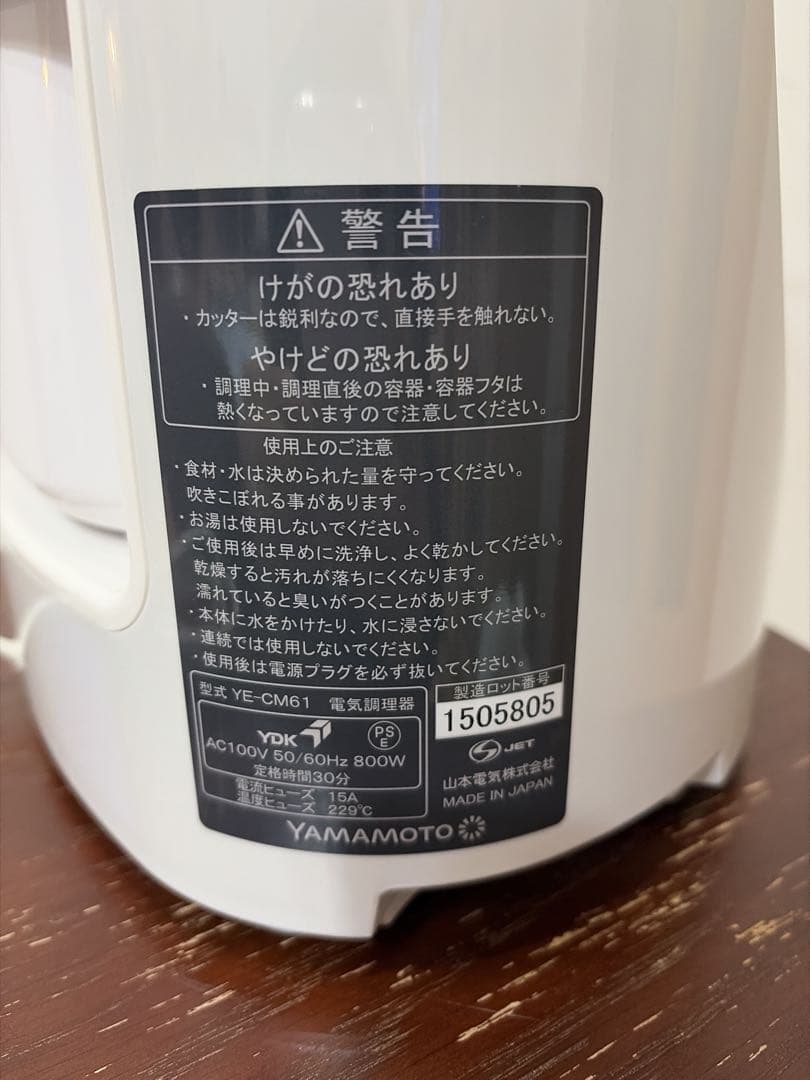 警告
けがの恐れあり
・カッターは鋭利なので、直接手を触れない。
やけどの恐れあり
・調理中・調理直後の容器・容器フタは
熱くなっていますので注意してください。
使用上のご注意
・食材・水は決められた量を守ってください。
吹きこぼれる事があります。
・お湯は使用しないでください。
・ご使用後は早めに洗浄し、よく乾かしてください。
乾燥すると汚れが落ちにくくなります。
濡れていると臭いがつくことがあります。
・本体に水をかけたり、水に浸さないでください。
・連続では使用しないでください。
・使用後は電源プラグを必ず抜いてください。
型式 YE-CM61 電気調理器
YDK PSE
AC100V 50/60Hz 800W
定格時間30分
電流ヒューズ 15A
温度ヒューズ 229℃
製造ロット番号
1505805
JET
山本電気株式会社
MADE IN JAPAN
YAMAMOTO